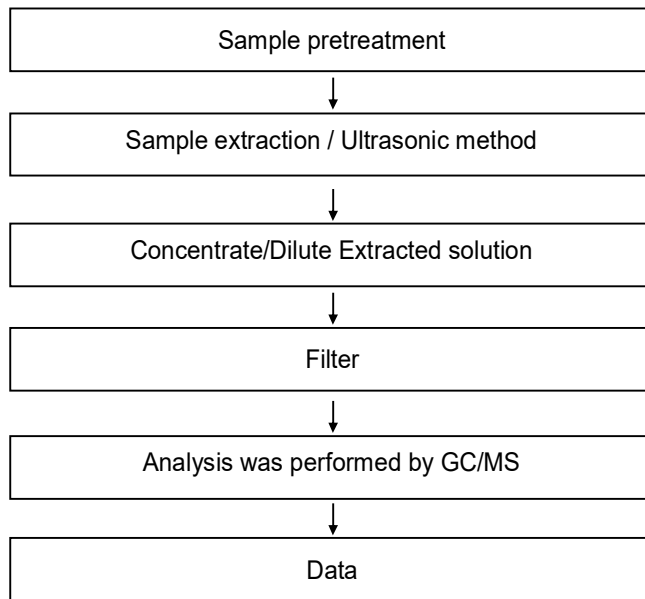 Sample pretreatment
Sample extraction / Ultrasonic method
Concentrate/Dilute Extracted solution
Filter
Analysis was performed by GC/MS
Data